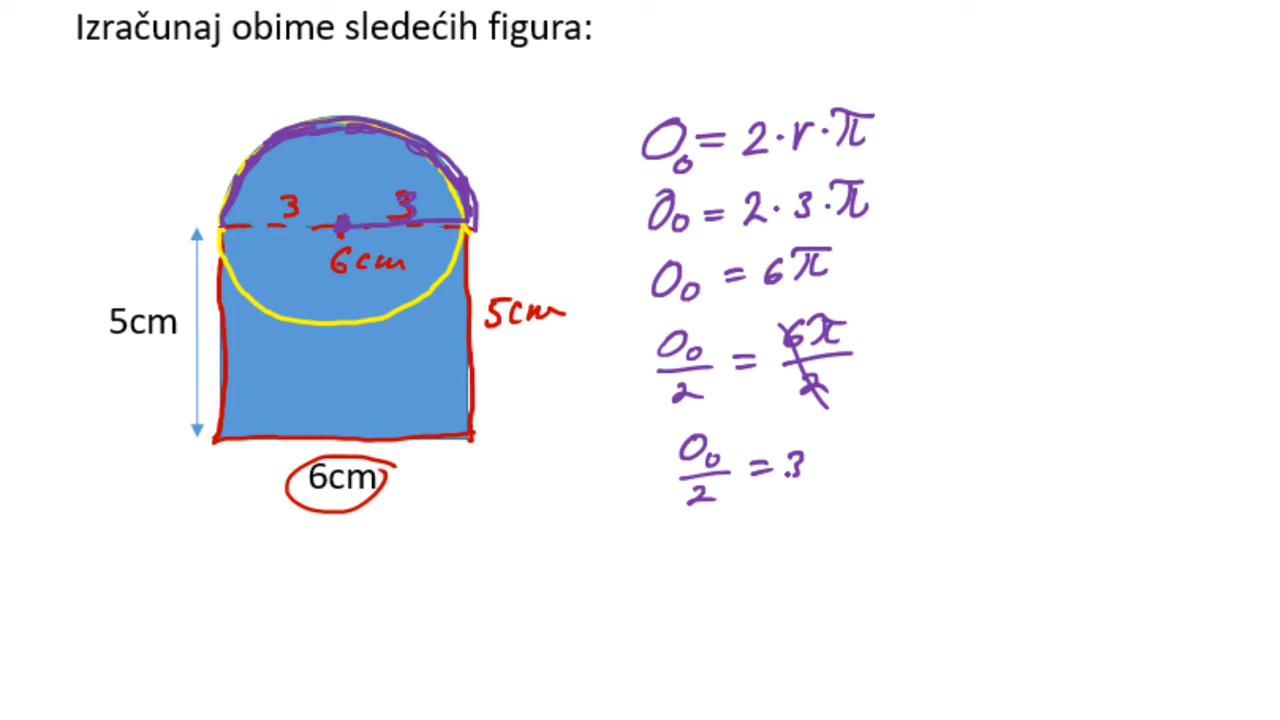 Izračunaj obime sledećih figura:
3 3
6cm
5cm
5cm
6cm
O₀ = 2·r·π
O₀ = 2·3·π
O₀ = 6π
O₀/2 = 6π/2
O₀/2 = 3